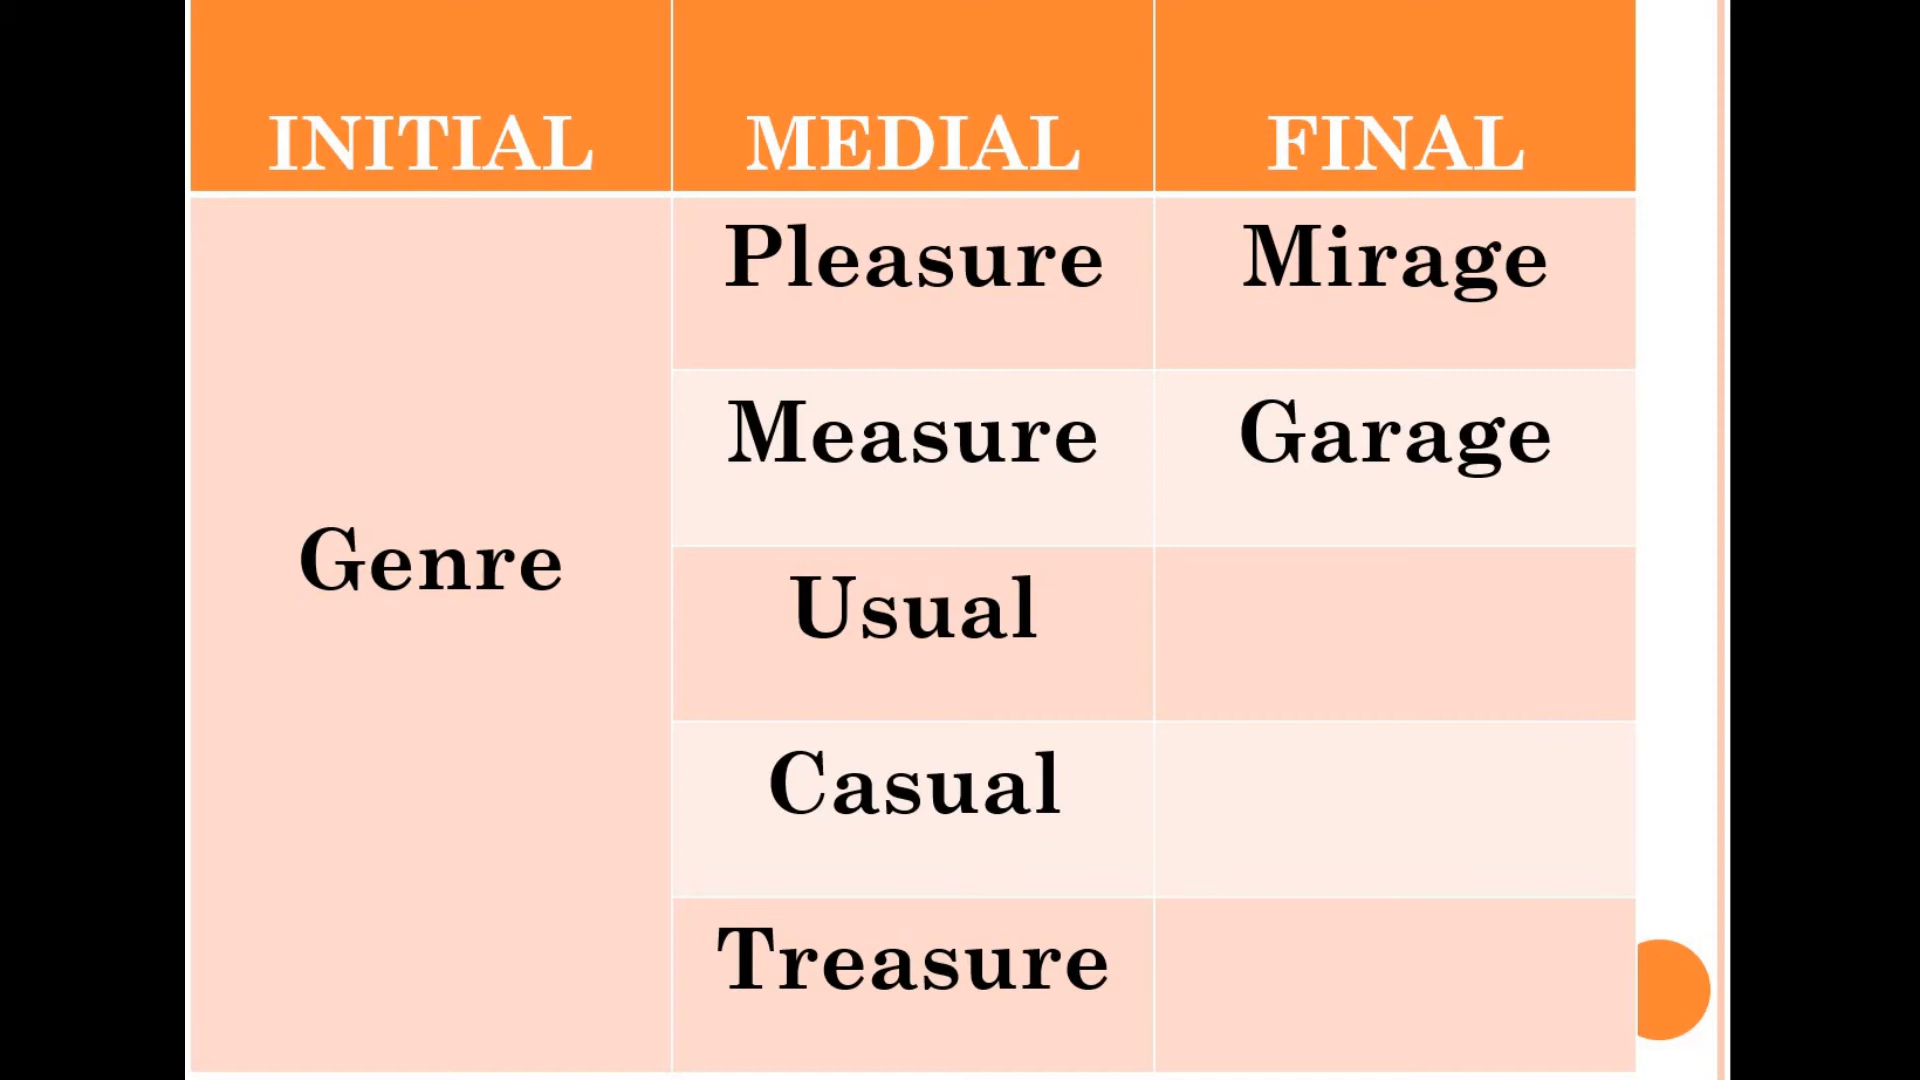 INITIAL MEDIAL FINAL
Pleasure Mirage
Measure Garage
Genre
Usual
Casual
Treasure